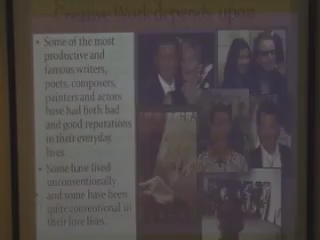 Creative Work depends upon
• Some of the most
productive and
famous writers,
poets, composers,
painters and actors
have had both bad
and good reputations
in their everyday
lives.
• Some have lived
unconventionally
and some have been
quite conventional in
their love lives.